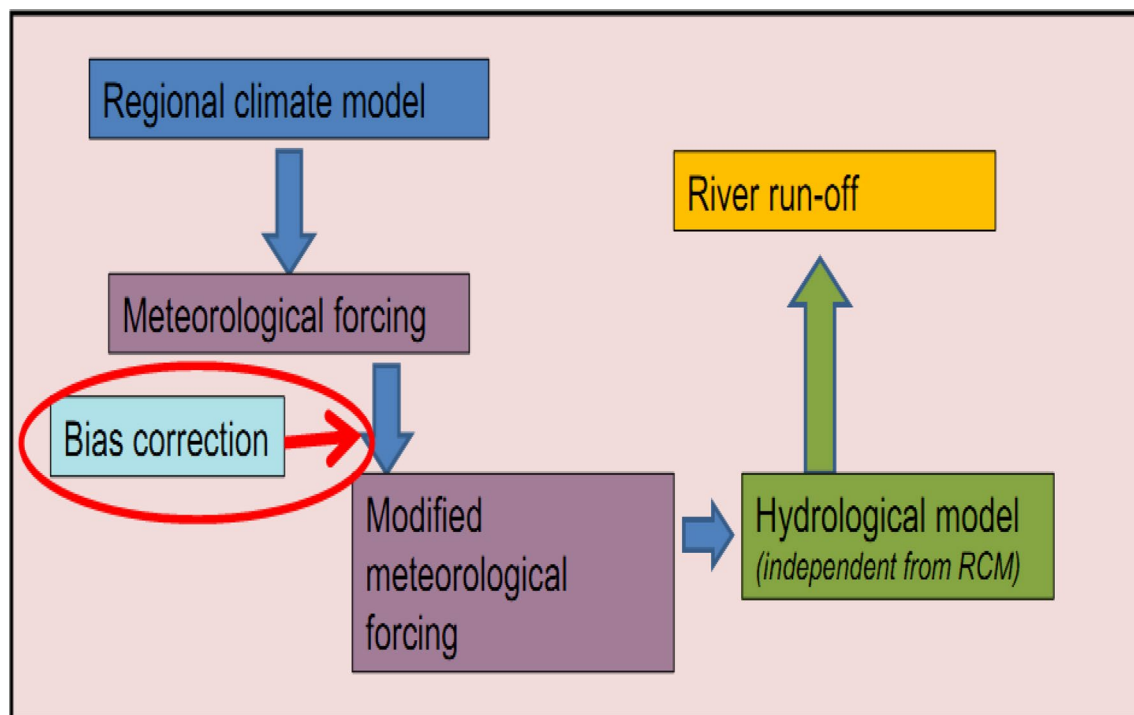 Regional climate model
River run-off
Meteorological forcing
Bias correction
Modified
meteorological
forcing
Hydrological model
(independent from RCM)